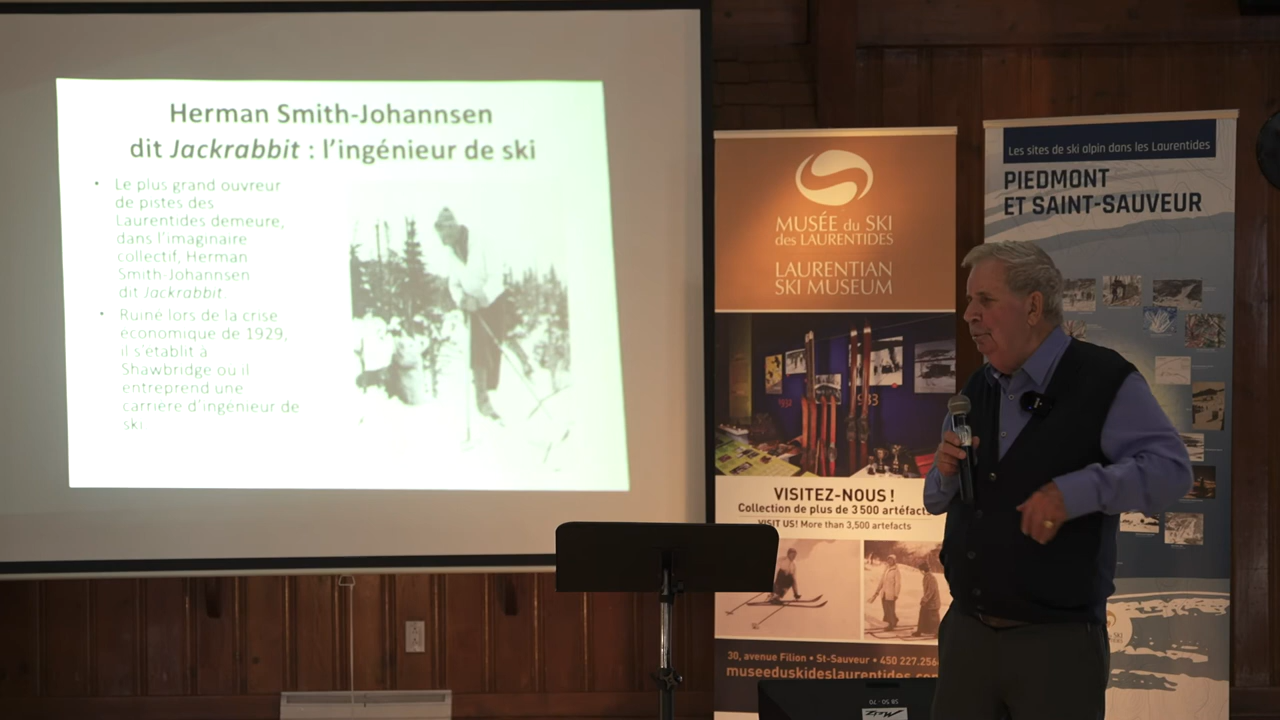 Herman Smith-Johannsen
dit Jackrabbit : l'ingénieur de ski
• Le plus grand ouvreur
de pistes des
Laurentides demeure,
dans l'imaginaire
collectif, Herman
Smith-Johannsen
dit Jackrabbit.
• Ruiné lors de la crise
économique de 1929,
il s'établit à
Shawbridge où il
entreprend une
carrière d'ingénieur de
ski
MUSÉE du SKI
des LAURENTIDES
LAURENTIAN
SKI MUSEUM
1932
VISITEZ-NOUS !
Collection de plus de 3 500 artéfacts
VISIT US! More than 3,500 artefacts
30, avenue Filion • St-Sauveur • 450 227.256
museeduskideslaurentides.com
Les sites de ski alpin dans les Laurentides
PIEDMONT
ET SAINT-SAUVEUR